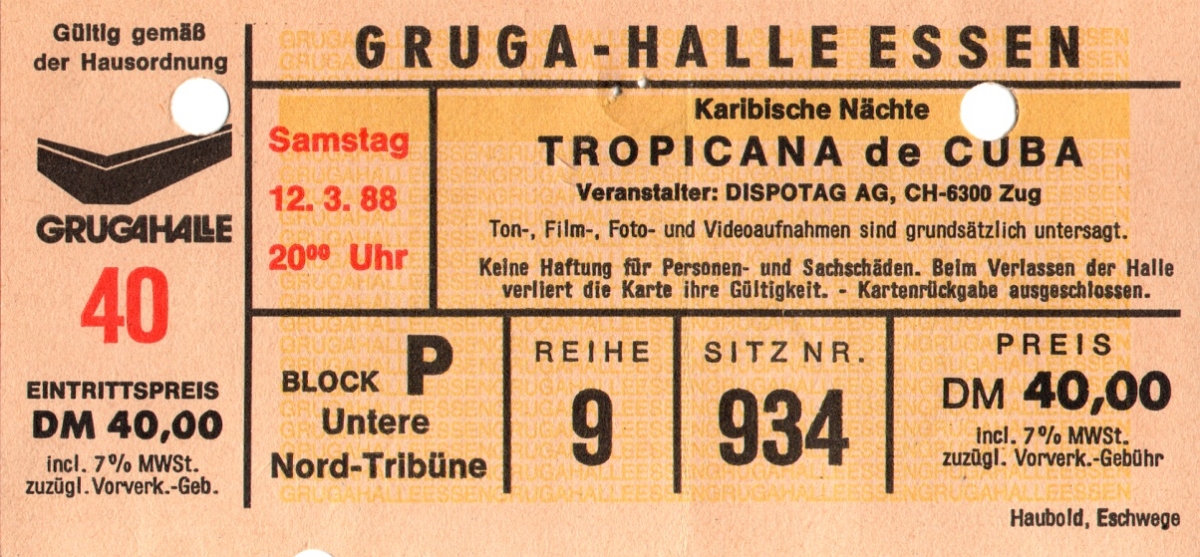 Gültig gemäß
der Hausordnung
GRUGAHALLE
40
EINTRITTSPREIS
DM 40,00
incl. 7% MWSt.
zuzügl. Vorverk.-Geb.
GRUGA-HALLE ESSEN
Samstag
12. 3. 88
20⁰⁰ Uhr
Karibische Nächte
TROPICANA de CUBA
Veranstalter: DISPOTAG AG, CH-6300 Zug
Ton-, Film-, Foto- und Videoaufnahmen sind grundsätzlich untersagt.
Keine Haftung für Personen- und Sachschäden. Beim Verlassen der Halle
verliert die Karte ihre Gültigkeit. - Kartenrückgabe ausgeschlossen.
BLOCK P
Untere
Nord-Tribüne
REIHE
9
SITZ NR.
934
PREIS
DM 40,00
incl. 7% MWSt.
zuzügl. Vorverk.-Gebühr
Haubold, Eschwege